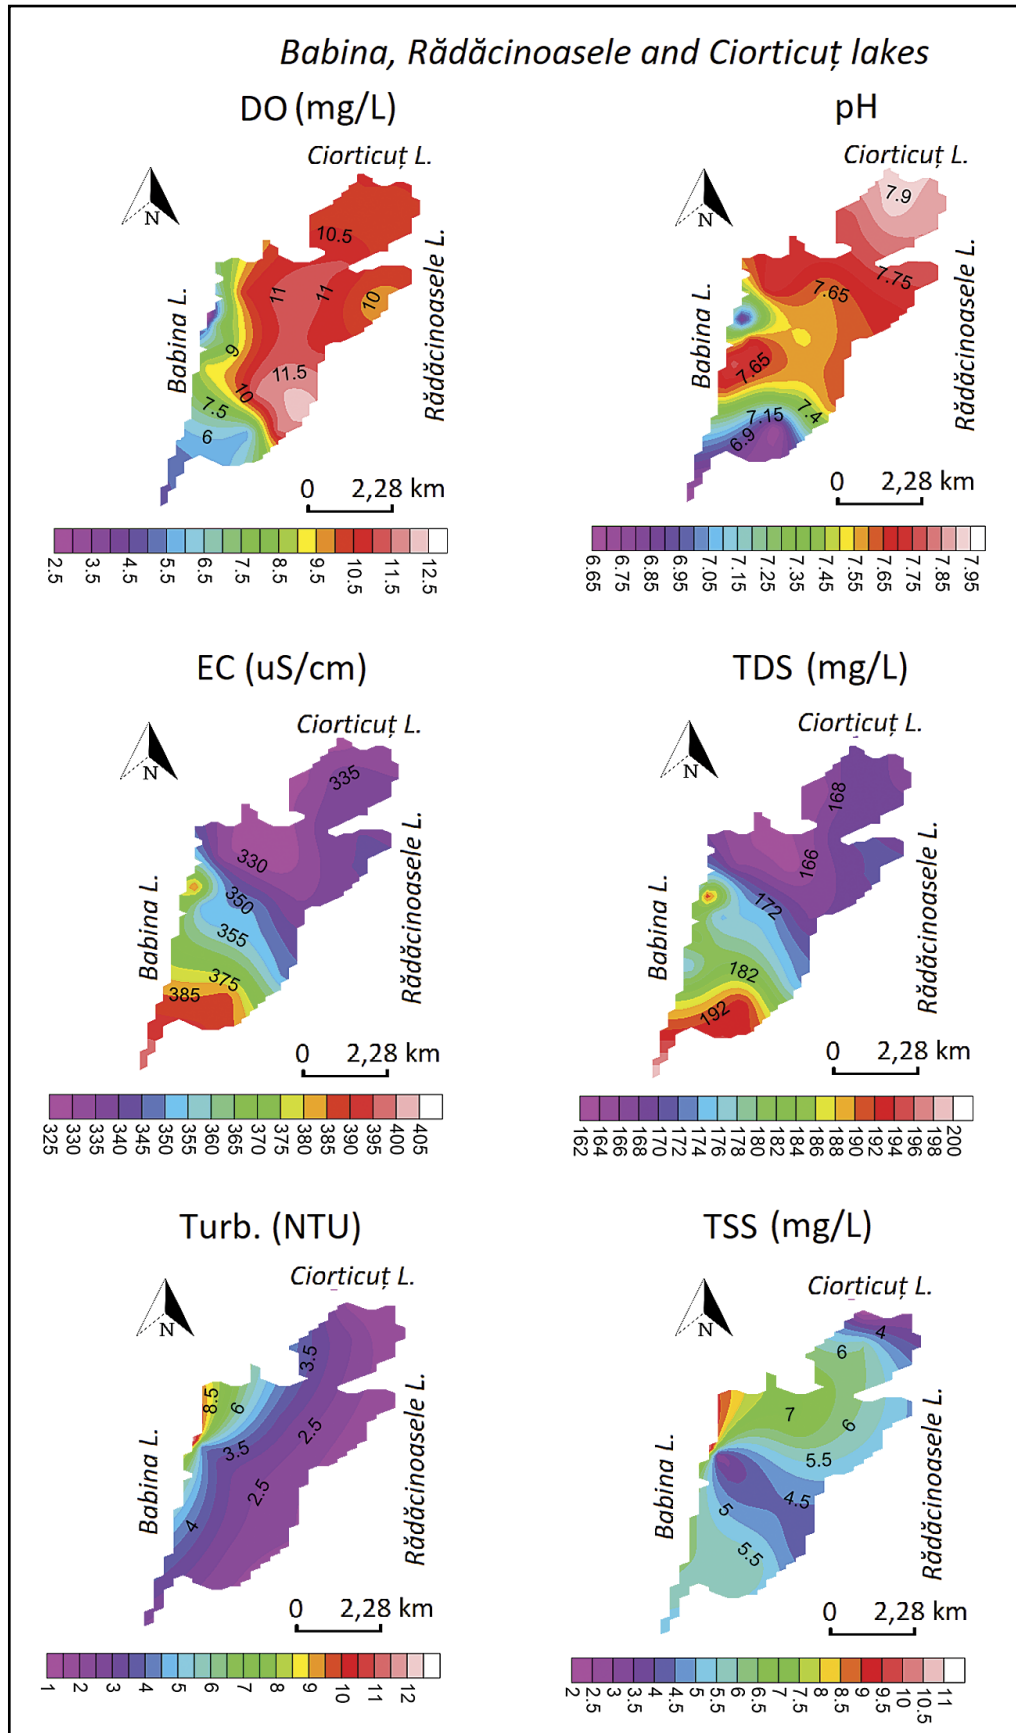 Babina, Rădăcinoasele and Ciorticuț lakes
DO (mg/L)
Ciorticuț L.
N
Babina L.
Rădăcinoasele L.
10.5
11
11
10
9
11.5
10
7.5
6
0 2,28 km
2.5 3.5 4.5 5.5 6.5 7.5 8.5 9.5 10.5 11.5 12.5
pH
Ciorticuț L.
N
Babina L.
Rădăcinoasele L.
7.9
7.75
7.65
7.65
7.4
7.15
6.9
0 2,28 km
6.65 6.75 6.85 6.95 7.05 7.15 7.25 7.35 7.45 7.55 7.65 7.75 7.85 7.95
EC (uS/cm)
Ciorticuț L.
N
Babina L.
Rădăcinoasele L.
335
330
350
355
375
385
0 2,28 km
325 330 335 340 345 350 355 360 365 370 375 380 385 390 395 400 405
TDS (mg/L)
Ciorticuț L.
N
Babina L.
Rădăcinoasele L.
168
166
172
182
192
0 2,28 km
162 164 166 168 170 172 174 176 178 180 182 184 186 188 190 192 194 196 198 200
Turb. (NTU)
Ciorticuț L.
N
Babina L.
Rădăcinoasele L.
3.5
8.5
6
2.5
3.5
2.5
4
0 2,28 km
1 2 3 4 5 6 7 8 9 10 11 12
TSS (mg/L)
Ciorticuț L.
N
Babina L.
Rădăcinoasele L.
4
6
7
6
5.5
4.5
5
5.5
0 2,28 km
2 2.5 3 3.5 4 4.5 5 5.5 6 6.5 7 7.5 8 8.5 9 9.5 10 10.5 11